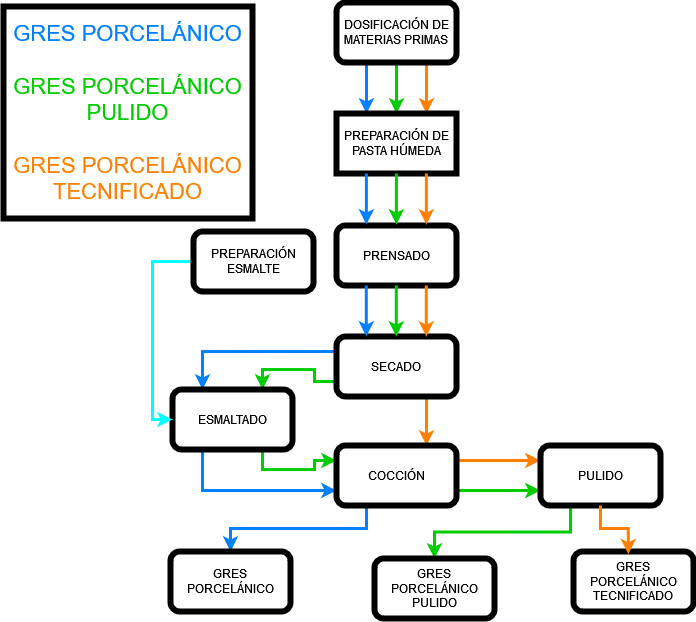 GRES PORCELÁNICO
GRES PORCELÁNICO
PULIDO
GRES PORCELÁNICO
TECNIFICADO
DOSIFICACIÓN DE
MATERIAS PRIMAS
PREPARACIÓN DE
PASTA HÚMEDA
PREPARACIÓN
ESMALTE
PRENSADO
SECADO
ESMALTADO
COCCIÓN
PULIDO
GRES
PORCELÁNICO
GRES
PORCELÁNICO
PULIDO
GRES
PORCELÁNICO
TECNIFICADO